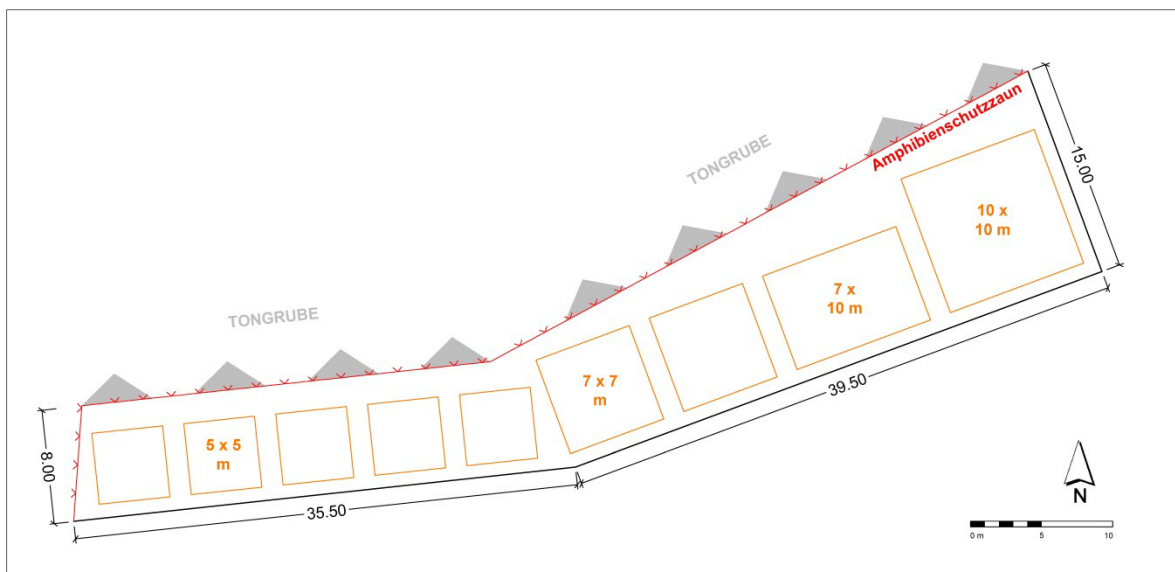 TONGRUBE
TONGRUBE
Amphibienschutzzaun
15.00
10 x
10 m
7 x
10 m
7 x 7
m
5 x 5
m
8.00
39.50
35.50
N
0 m 5 10